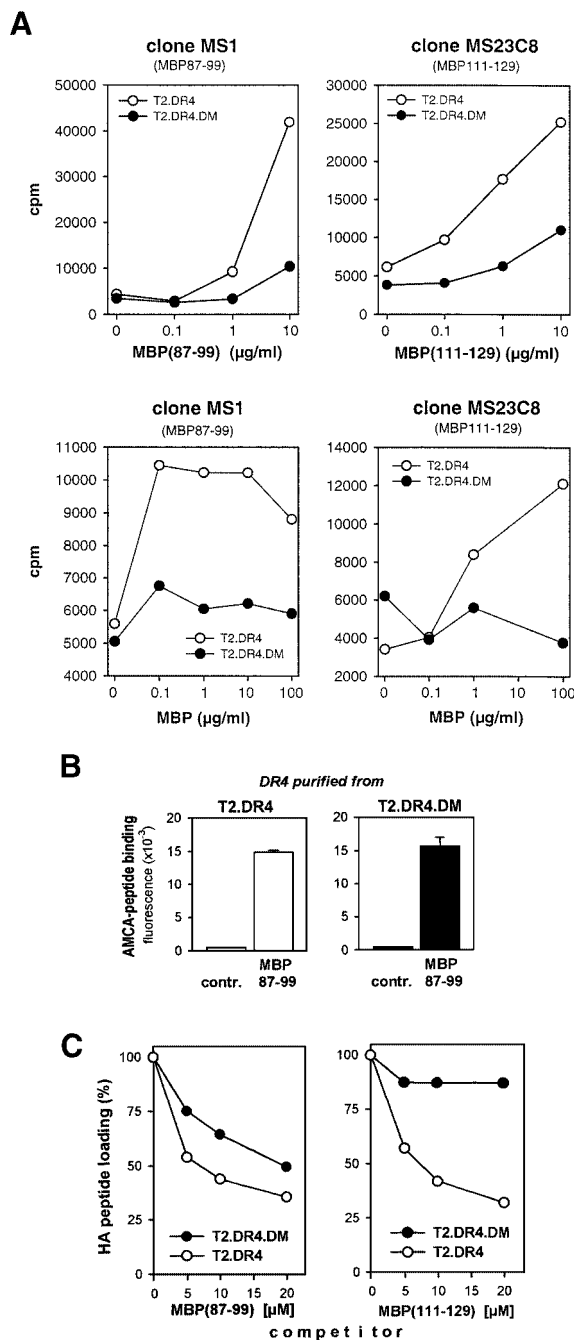 A
clone MS1
(MBP87-99)
50000
40000
30000
20000
10000
0
cpm
T2.DR4
T2.DR4.DM
0 0.1 1 10
MBP(87-99) (µg/ml)
clone MS23C8
(MBP111-129)
30000
25000
20000
15000
10000
5000
0
T2.DR4
T2.DR4.DM
0 0.1 1 10
MBP(111-129) (µg/ml)
clone MS1
(MBP87-99)
11000
10000
9000
8000
7000
6000
5000
4000
cpm
T2.DR4
T2.DR4.DM
0 0.1 1 10 100
MBP (µg/ml)
clone MS23C8
(MBP111-129)
14000
12000
10000
8000
6000
4000
2000
T2.DR4
T2.DR4.DM
0 0.1 1 10 100
MBP (µg/ml)
B
DR4 purified from
T2.DR4
AMCA-peptide binding
fluorescence (x10-3)
20
15
10
5
0
contr. MBP
87-99
T2.DR4.DM
20
15
10
5
0
contr. MBP
87-99
C
HA peptide loading (%)
100
75
50
25
0
T2.DR4.DM
T2.DR4
0 5 10 15 20
MBP(87-99) [µM]
100
75
50
25
0
T2.DR4.DM
T2.DR4
0 5 10 15 20
MBP(111-129) [µM]
competitor